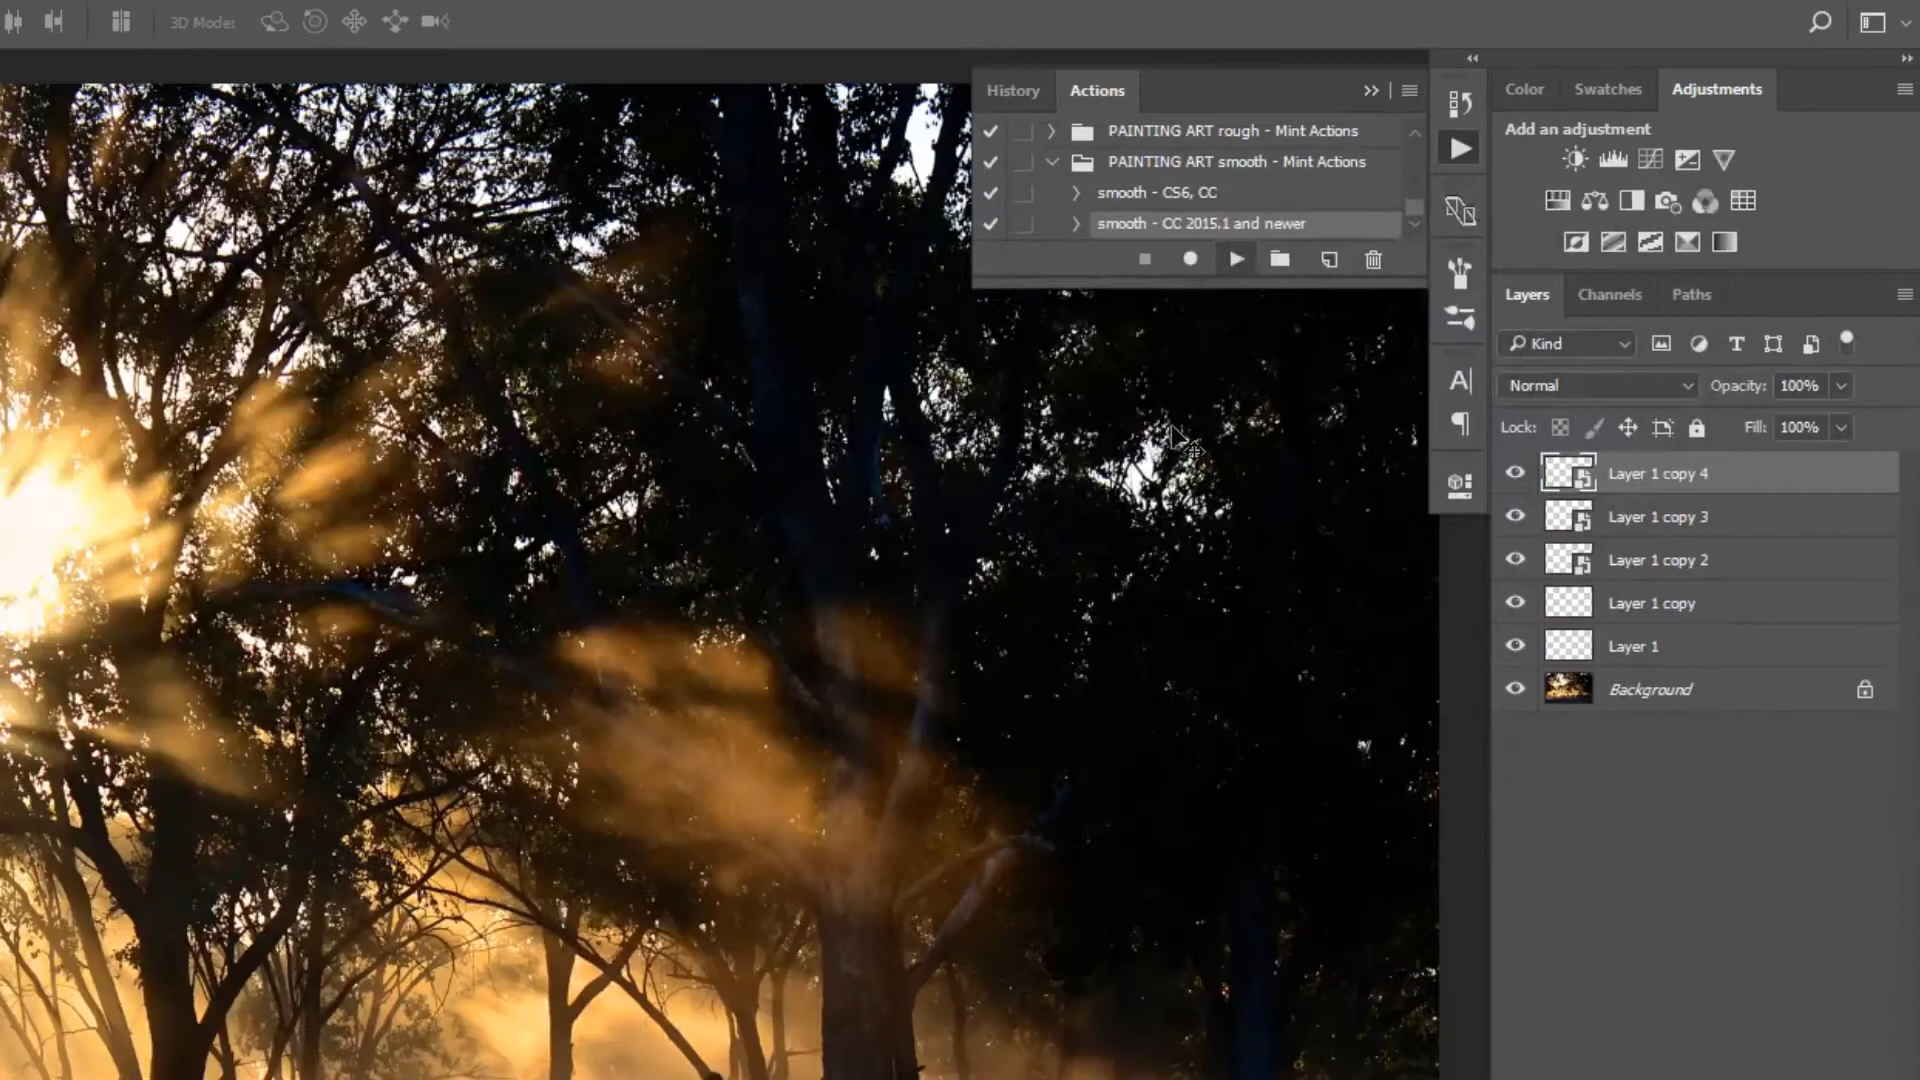 3D Mode:
History
Actions
PAINTING ART rough - Mint Actions
PAINTING ART smooth - Mint Actions
smooth - CS6, CC
smooth - CC 2015.1 and newer
Color
Swatches
Adjustments
Add an adjustment
Layers
Channels
Paths
Kind
Normal
Opacity: 100%
Lock:
Fill: 100%
Layer 1 copy 4
Layer 1 copy 3
Layer 1 copy 2
Layer 1 copy
Layer 1
Background